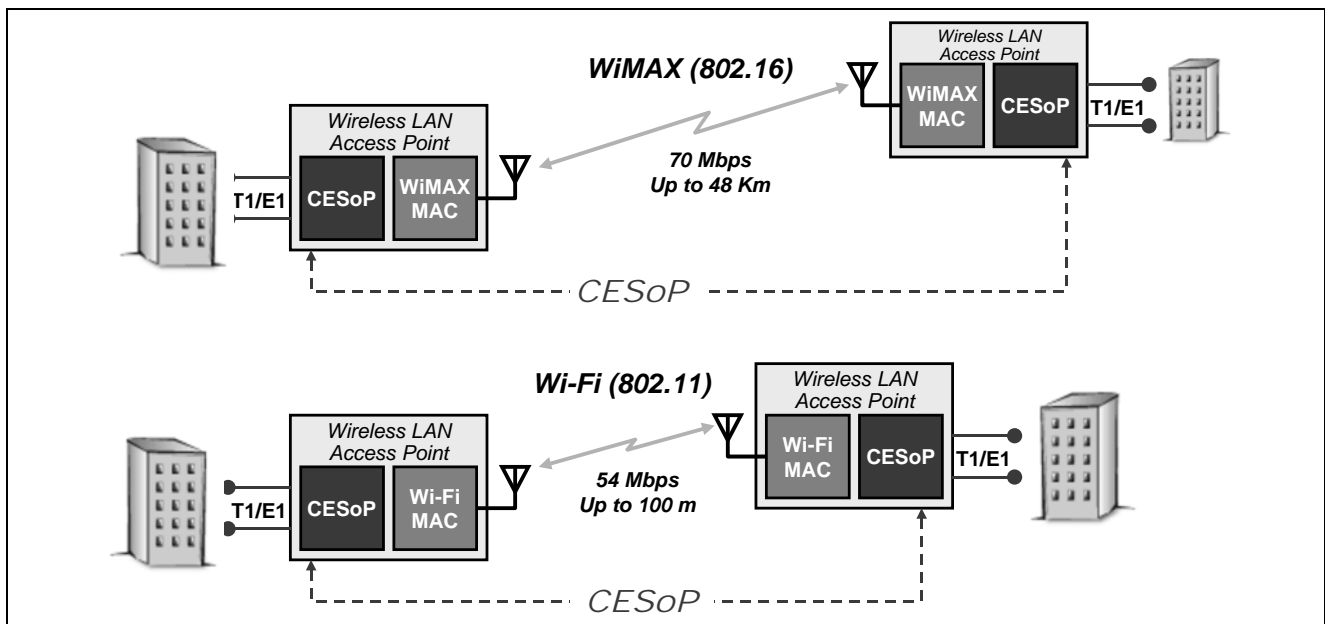 WiMAX (802.16)
70 Mbps
Up to 48 Km
Wireless LAN
Access Point
WiMAX
MAC
CESoP
T1/E1
Wireless LAN
Access Point
T1/E1
CESoP
WiMAX
MAC
CESoP
Wi-Fi (802.11)
54 Mbps
Up to 100 m
Wireless LAN
Access Point
Wi-Fi
MAC
CESoP
T1/E1
Wireless LAN
Access Point
T1/E1
CESoP
Wi-Fi
MAC
CESoP